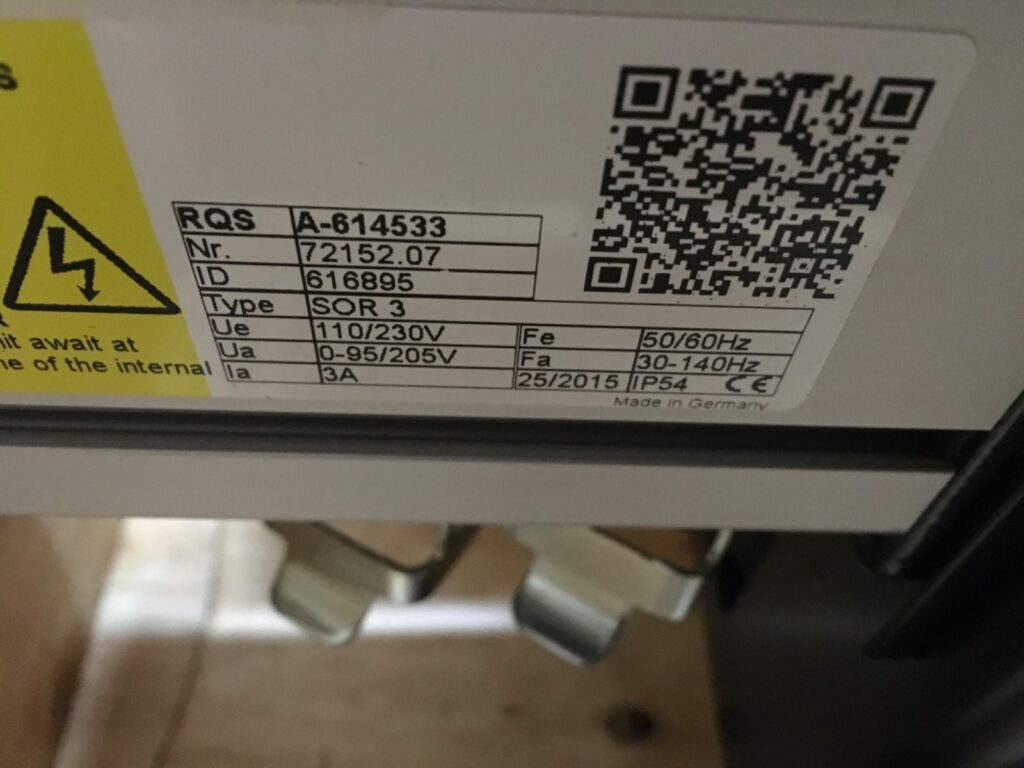 s
RQS A-614533
Nr. 72152.07
ID 616895
Type SOR 3
Ue 110/230V Fe 50/60Hz
Ua 0-95/205V Fa 30-140Hz
Ia 3A 25/2015 IP54 CE
Made in Germany
R
it await at
ne of the internal